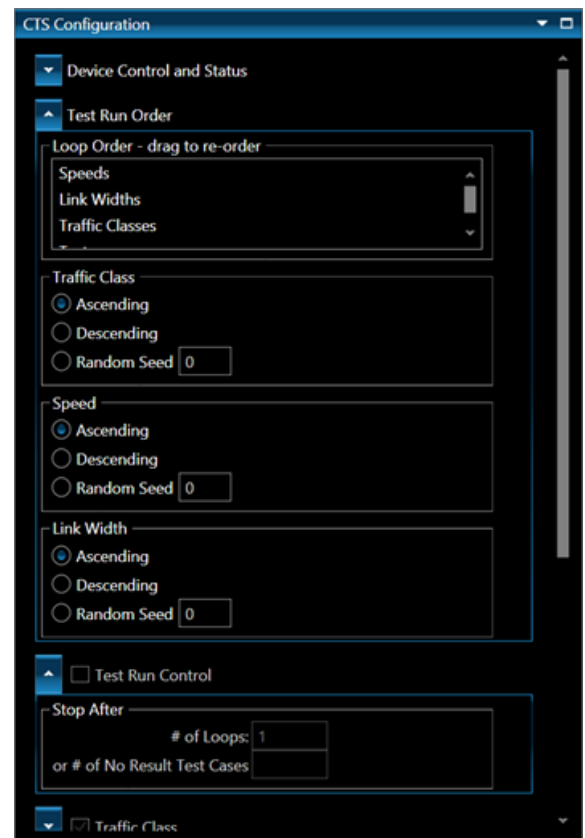 CTS Configuration
Device Control and Status
Test Run Order
Loop Order - drag to re-order
Speeds
Link Widths
Traffic Classes
Traffic Class
Ascending
Descending
Random Seed 0
Speed
Ascending
Descending
Random Seed 0
Link Width
Ascending
Descending
Random Seed 0
Test Run Control
Stop After
# of Loops: 1
or # of No Result Test Cases
Traffic Class